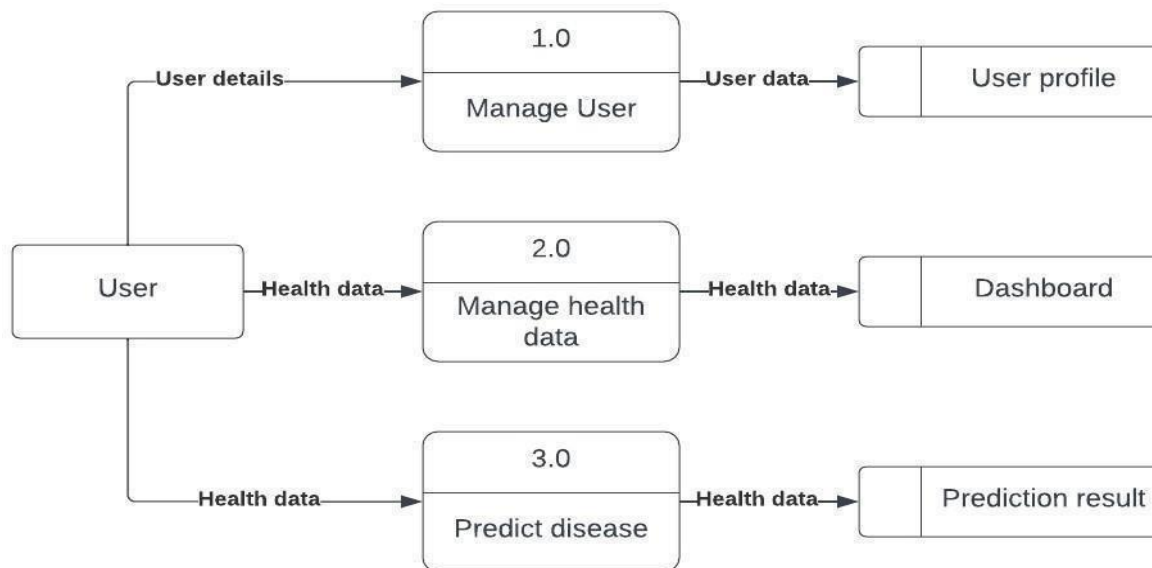 1.0
User details
Manage User
User data
User profile
User
Health data
2.0
Manage health
data
Health data
Dashboard
Health data
3.0
Predict disease
Health data
Prediction result